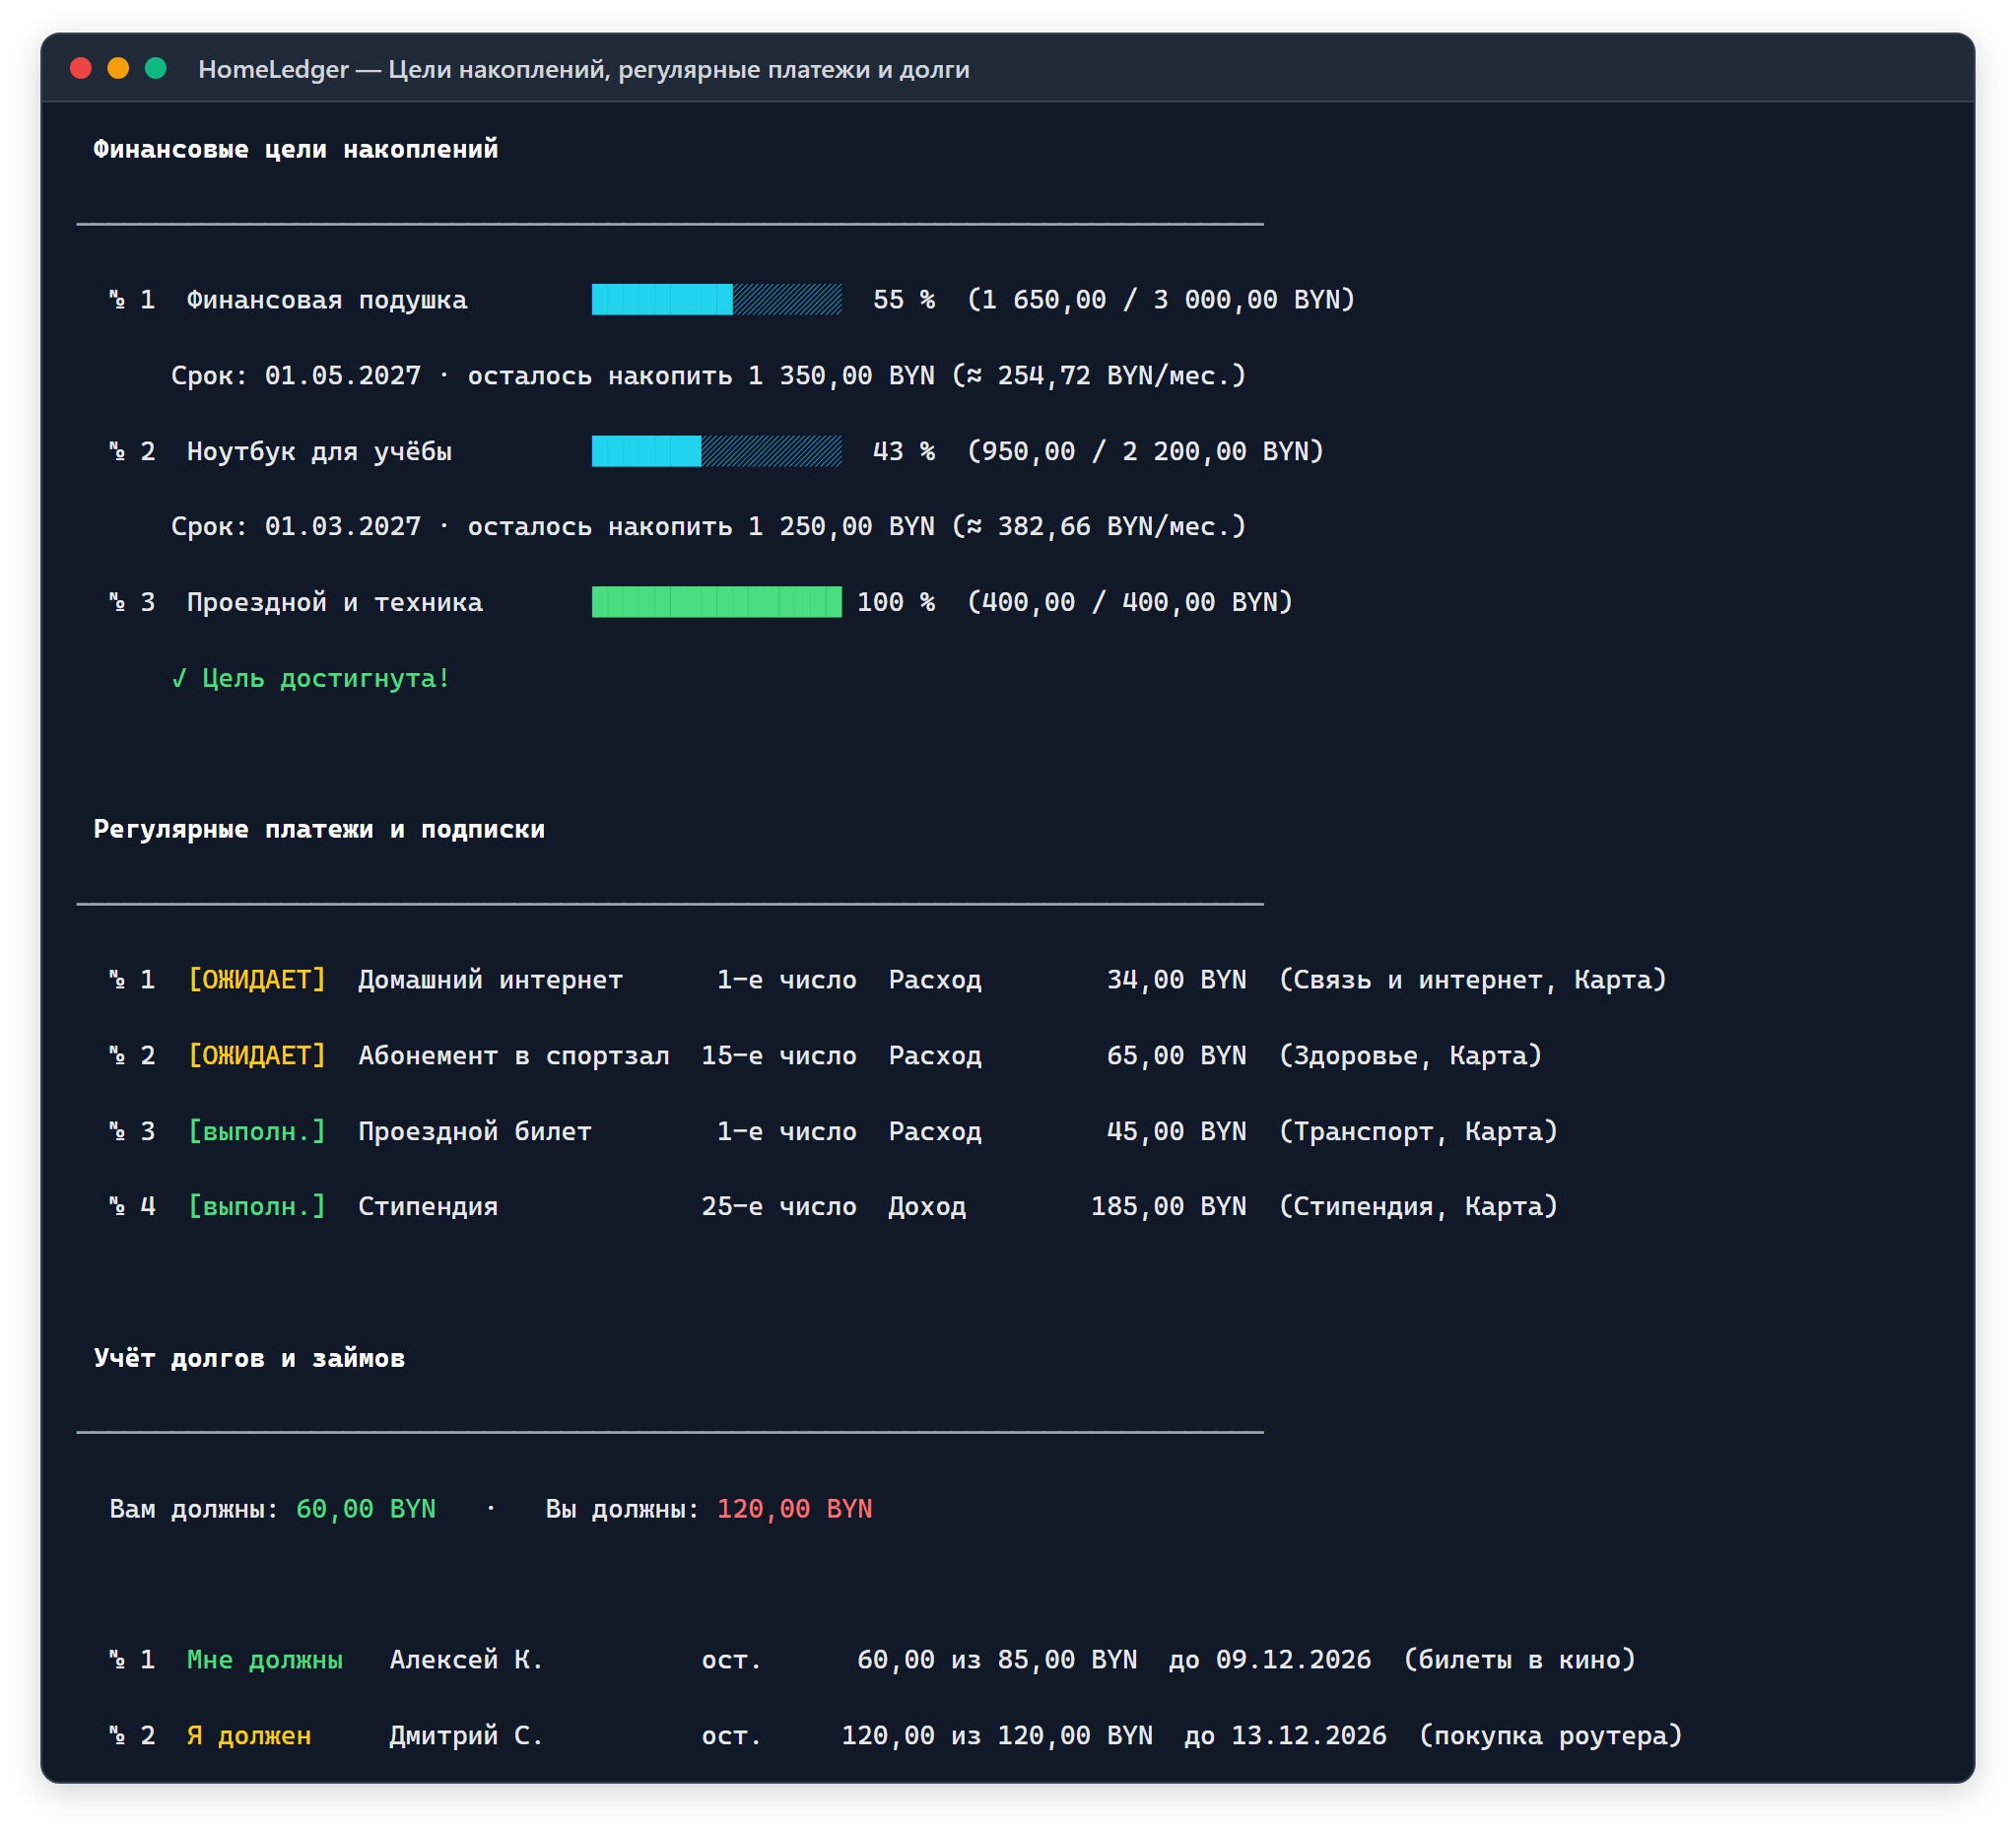 HomeLedger — Цели накоплений, регулярные платежи и долги
Финансовые цели накоплений
№ 1 Финансовая подушка 55 % (1 650,00 / 3 000,00 BYN)
Срок: 01.05.2027 · осталось накопить 1 350,00 BYN (≈ 254,72 BYN/мес.)
№ 2 Ноутбук для учёбы 43 % (950,00 / 2 200,00 BYN)
Срок: 01.03.2027 · осталось накопить 1 250,00 BYN (≈ 382,66 BYN/мес.)
№ 3 Проездной и техника 100 % (400,00 / 400,00 BYN)
√ Цель достигнута!
Регулярные платежи и подписки
№ 1 [ОЖИДАЕТ] Домашний интернет 1-е число Расход 34,00 BYN (Связь и интернет, Карта)
№ 2 [ОЖИДАЕТ] Абонемент в спортзал 15-е число Расход 65,00 BYN (Здоровье, Карта)
№ 3 [выполн.] Проездной билет 1-е число Расход 45,00 BYN (Транспорт, Карта)
№ 4 [выполн.] Стипендия 25-е число Доход 185,00 BYN (Стипендия, Карта)
Учёт долгов и займов
Вам должны: 60,00 BYN · Вы должны: 120,00 BYN
№ 1 Мне должны Алексей К. ост. 60,00 из 85,00 BYN до 09.12.2026 (билеты в кино)
№ 2 Я должен Дмитрий С. ост. 120,00 из 120,00 BYN до 13.12.2026 (покупка роутера)